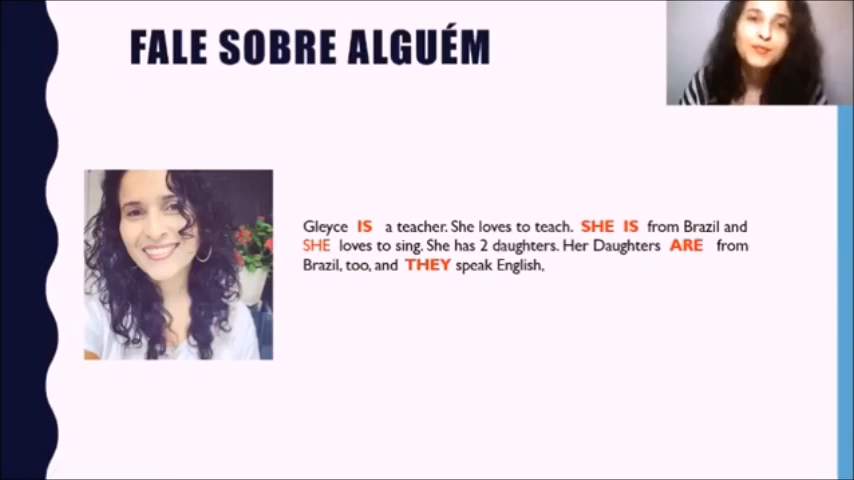 FALE SOBRE ALGUÉM
Gleyce IS a teacher. She loves to teach. SHE IS from Brazil and
SHE loves to sing. She has 2 daughters. Her Daughters ARE from
Brazil, too, and THEY speak English,